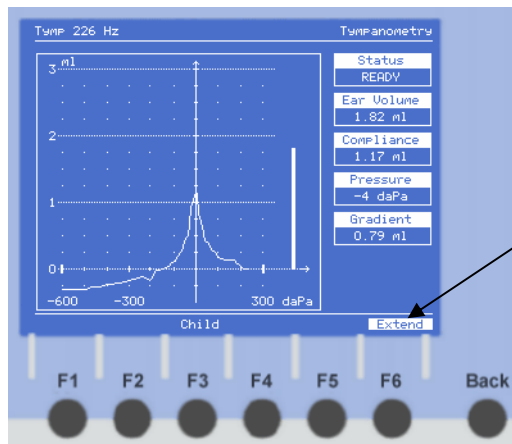 Tymp 226 Hz Tympanometry
3 ml
2
1
0
-600 -300 300 daPa
Status
READY
Ear Volume
1.82 ml
Compliance
1.17 ml
Pressure
-4 daPa
Gradient
0.79 ml
Child Extend
F1 F2 F3 F4 F5 F6 Back